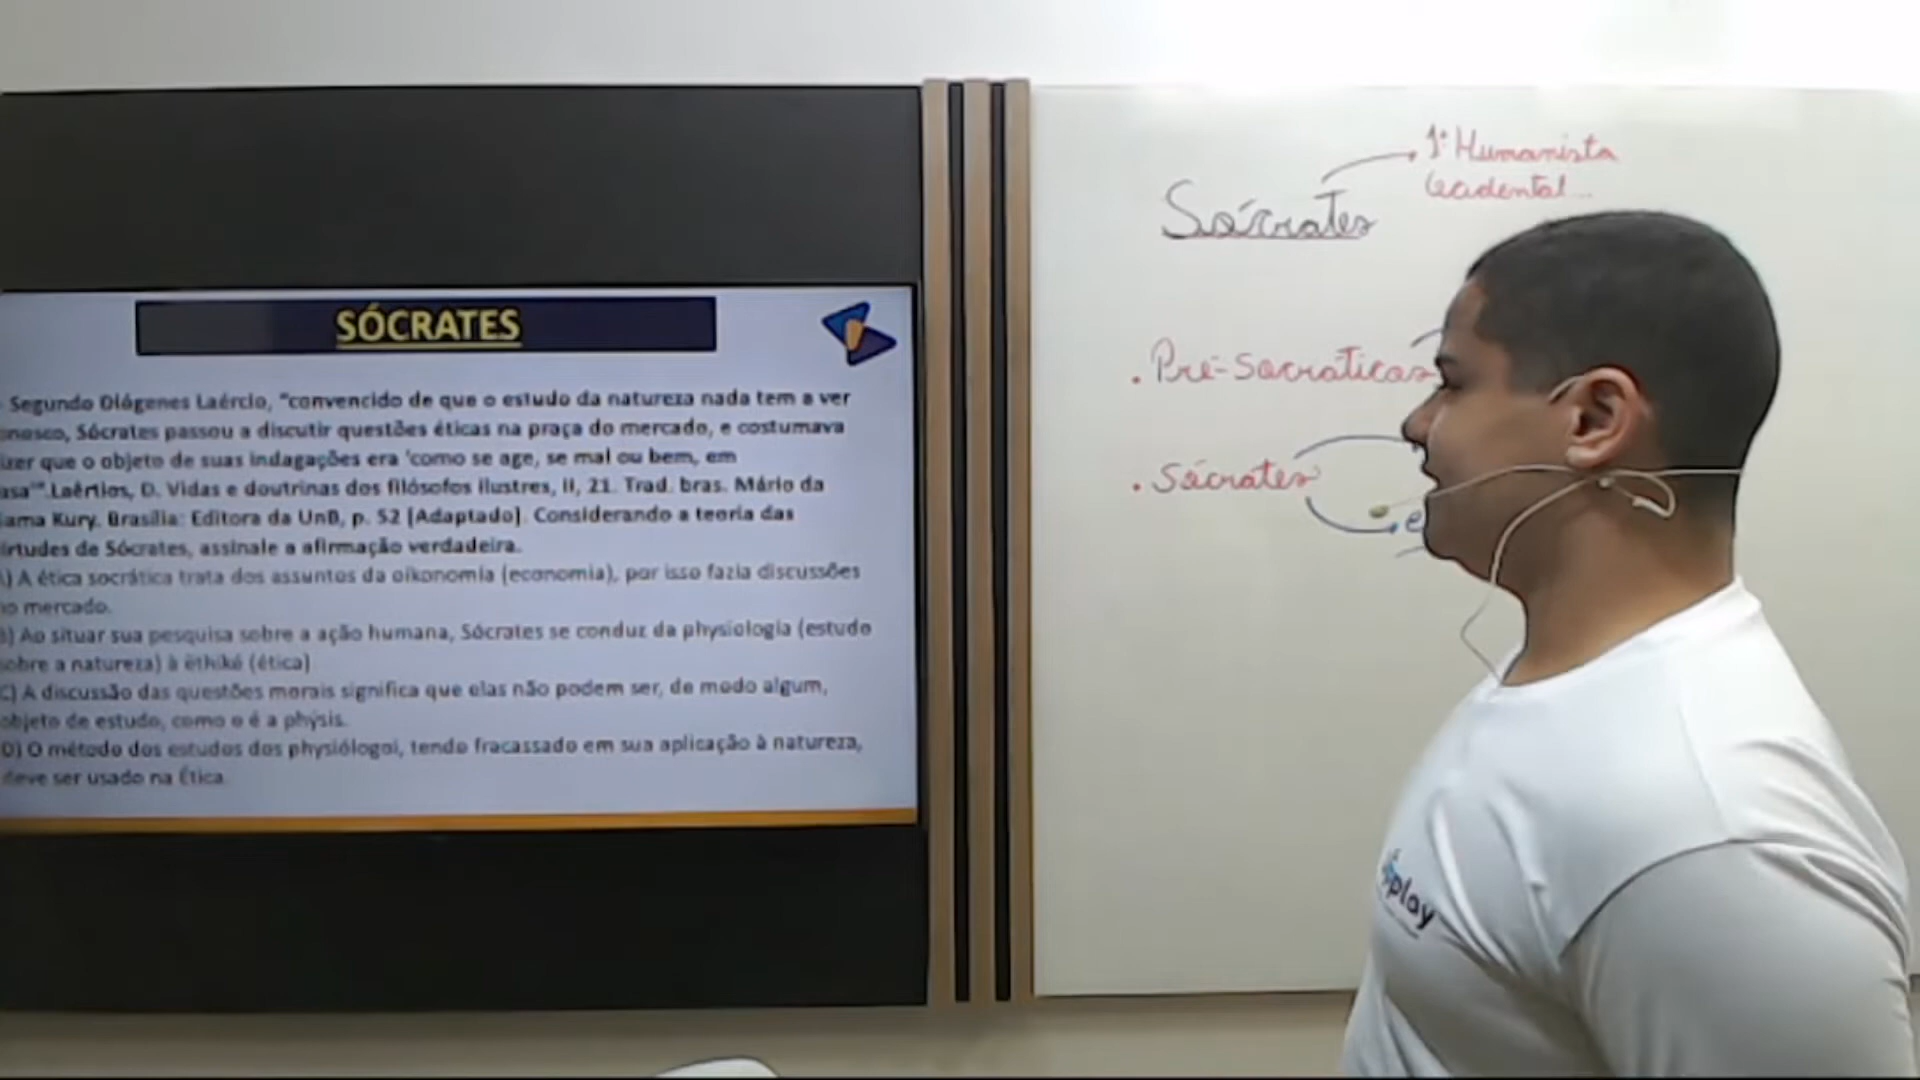 SÓCRATES
Segundo Diógenes Laércio, "convencido de que o estudo da natureza nada tem a ver
nosco, Sócrates passou a discutir questões éticas na praça do mercado, e costumava
izer que o objeto de suas indagações era 'como se age, se mal ou bem, em
asa'".Laêrtios, D. Vidas e doutrinas dos filósofos ilustres, II, 21. Trad. bras. Mário da
ama Kury. Brasília: Editora da UnB, p. 52 [Adaptado]. Considerando a teoria das
irtudes de Sócrates, assinale a afirmação verdadeira.
) A ética socrática trata dos assuntos da oikonomia (economia), por isso fazia discussões
no mercado.
) Ao situar sua pesquisa sobre a ação humana, Sócrates se conduz da physiologia (estudo
sobre a natureza) à ëthiké (ética)
C) A discussão das questões morais significa que elas não podem ser, de modo algum,
objeto de estudo, como o é a phýsis.
D) O método dos estudos dos physiólogoi, tendo fracassado em sua aplicação à natureza,
deve ser usado na Ética.
1º Humanista
Ocidental...
Sócrates
. Pré-Socráticos
. Sócrates
e
play